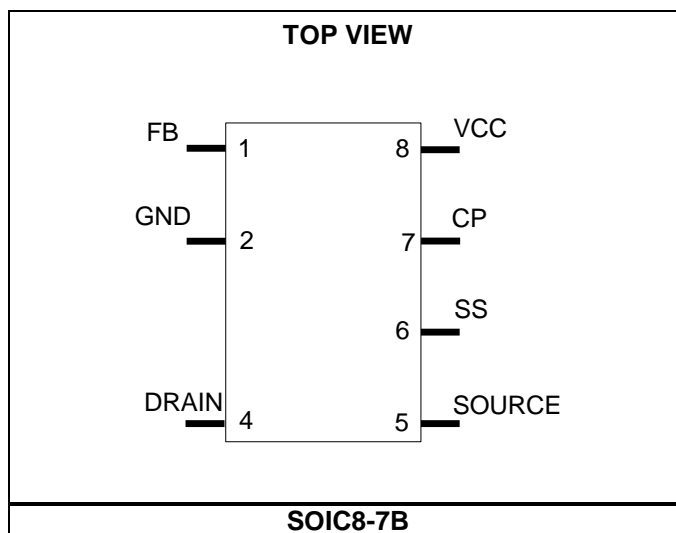 TOP VIEW
FB 1 8 VCC
GND 2 7 CP
6 SS
DRAIN 4 5 SOURCE
SOIC8-7B